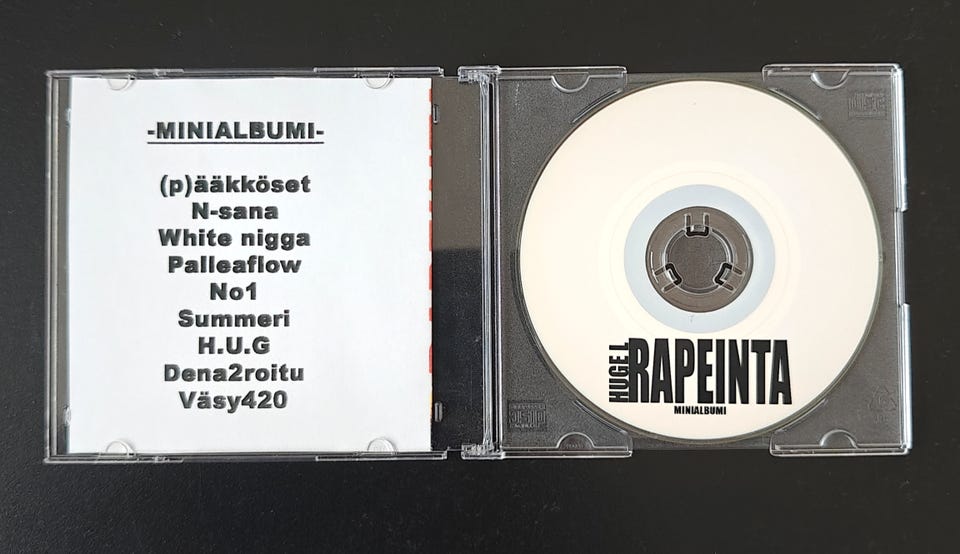 -MINIALBUMI-
(p)ääkköset
N-sana
White nigga
Palleaflow
No1
Summeri
H.U.G
Dena2roitu
Väsy420
HUGE L
RAPEINTA
MINIALBUMI